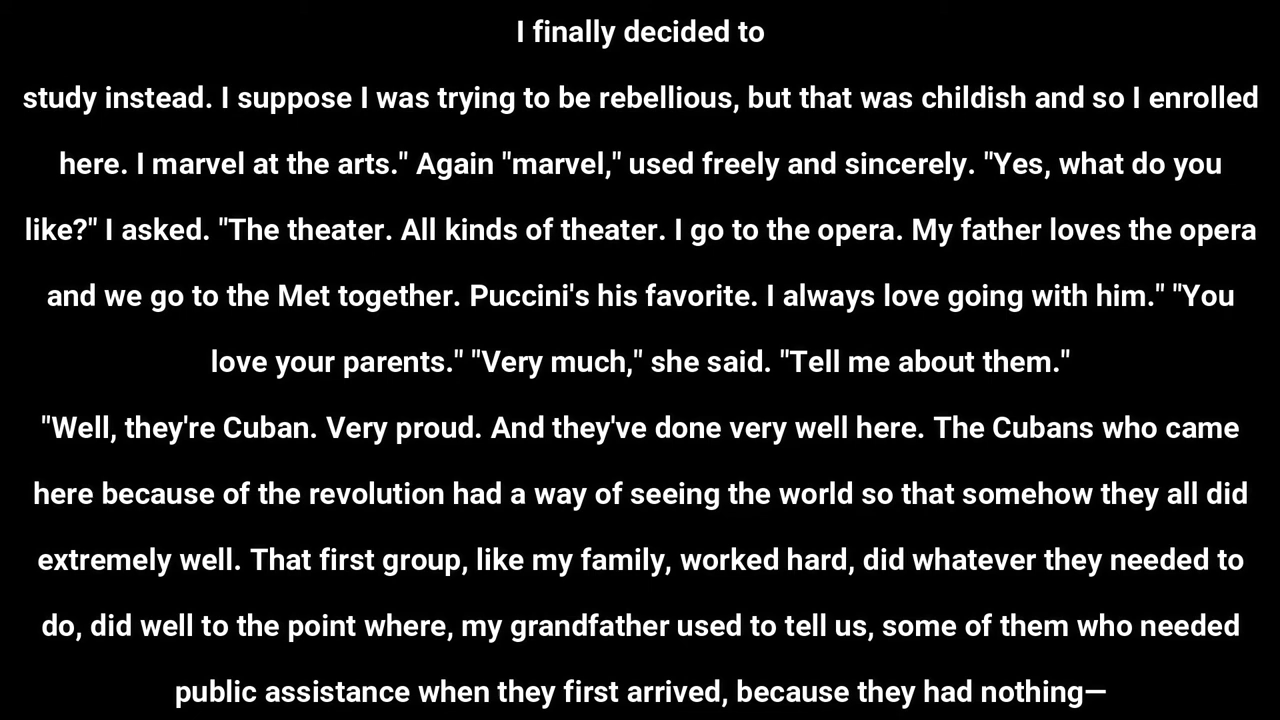 I finally decided to
study instead. I suppose I was trying to be rebellious, but that was childish and so I enrolled
here. I marvel at the arts." Again "marvel," used freely and sincerely. "Yes, what do you
like?" I asked. "The theater. All kinds of theater. I go to the opera. My father loves the opera
and we go to the Met together. Puccini's his favorite. I always love going with him." "You
love your parents." "Very much," she said. "Tell me about them."
"Well, they're Cuban. Very proud. And they've done very well here. The Cubans who came
here because of the revolution had a way of seeing the world so that somehow they all did
extremely well. That first group, like my family, worked hard, did whatever they needed to
do, did well to the point where, my grandfather used to tell us, some of them who needed
public assistance when they first arrived, because they had nothing—